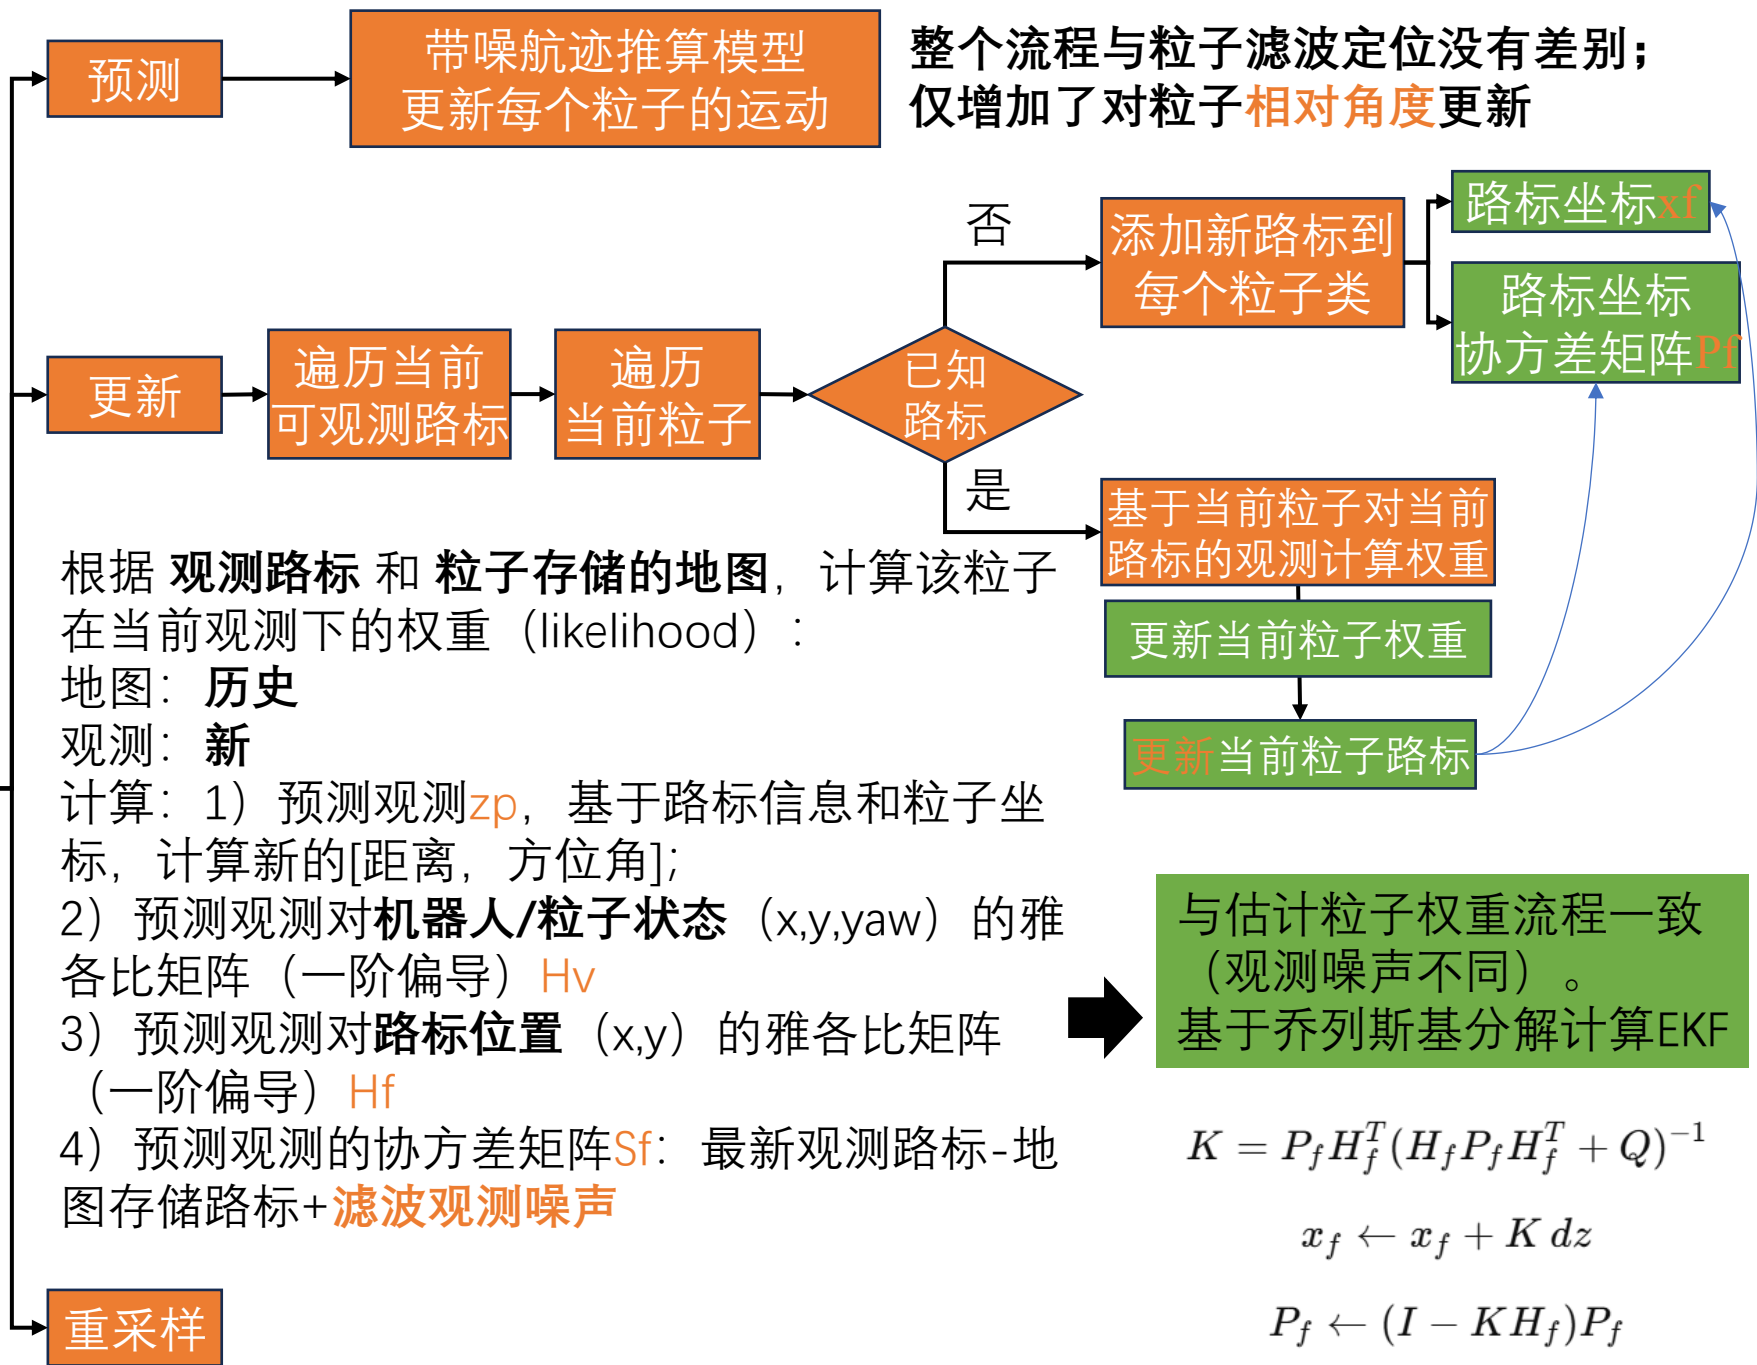 预测
带噪航迹推算模型
更新每个粒子的运动
整个流程与粒子滤波定位没有差别；
仅增加了对粒子相对角度更新
更新
遍历当前
可观测路标
遍历
当前粒子
已知
路标
否
添加新路标到
每个粒子类
路标坐标xf
路标坐标
协方差矩阵Pf
是
基于当前粒子对当前
路标的观测计算权重
更新当前粒子权重
更新当前粒子路标
根据 观测路标 和 粒子存储的地图，计算该粒子
在当前观测下的权重（likelihood）：
地图：历史
观测：新
计算：1）预测观测zp，基于路标信息和粒子坐
标，计算新的[距离，方位角];
2）预测观测对机器人/粒子状态（x,y,yaw）的雅
各比矩阵（一阶偏导）Hv
3）预测观测对路标位置（x,y）的雅各比矩阵
（一阶偏导）Hf
4）预测观测的协方差矩阵Sf：最新观测路标-地
图存储路标+滤波观测噪声
与估计粒子权重流程一致
（观测噪声不同）。
基于乔列斯基分解计算EKF
$K = P_f H_f^T (H_f P_f H_f^T + Q)^{-1}$
$x_f \leftarrow x_f + K\,dz$
$P_f \leftarrow (I - K H_f) P_f$
重采样